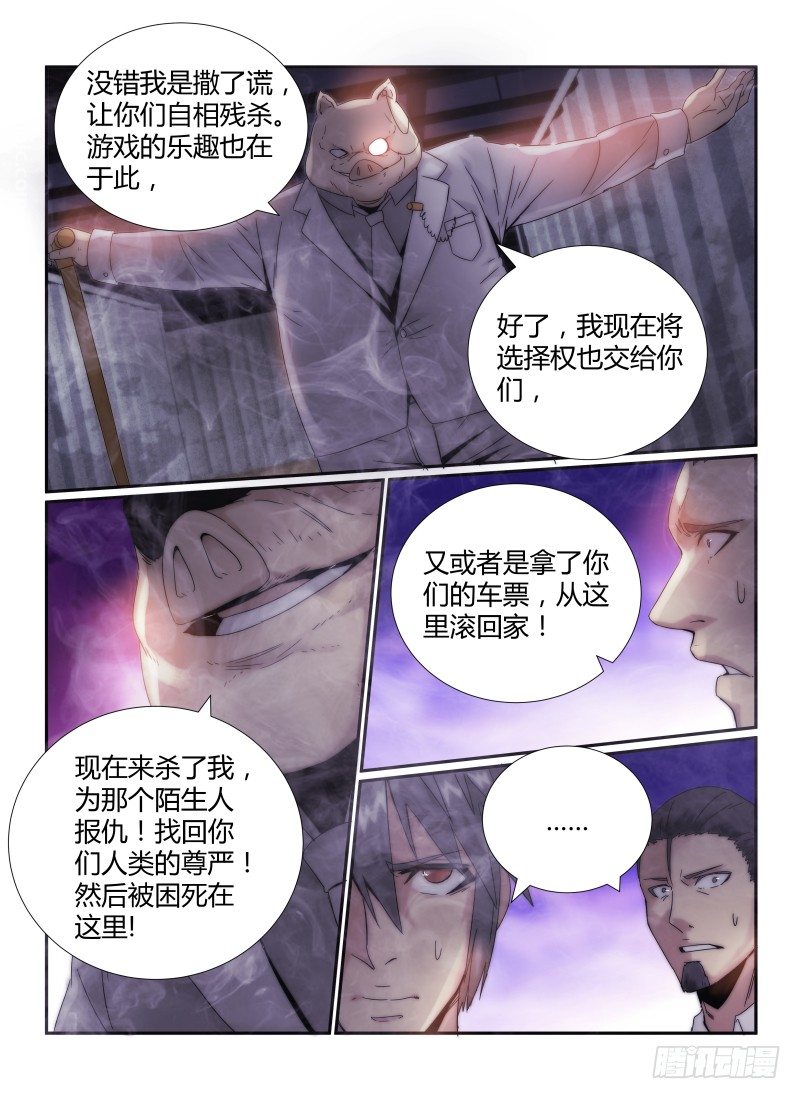 没错我是撒了谎，
让你们自相残杀。
游戏的乐趣也在
于此，
好了，我现在将
选择权也交给你
们，
现在来杀了我，
为那个陌生人
报仇！找回你
们人类的尊严！
然后被困死在
这里!
又或者是拿了你
们的车票，从这
里滚回家！
……
腾讯动漫